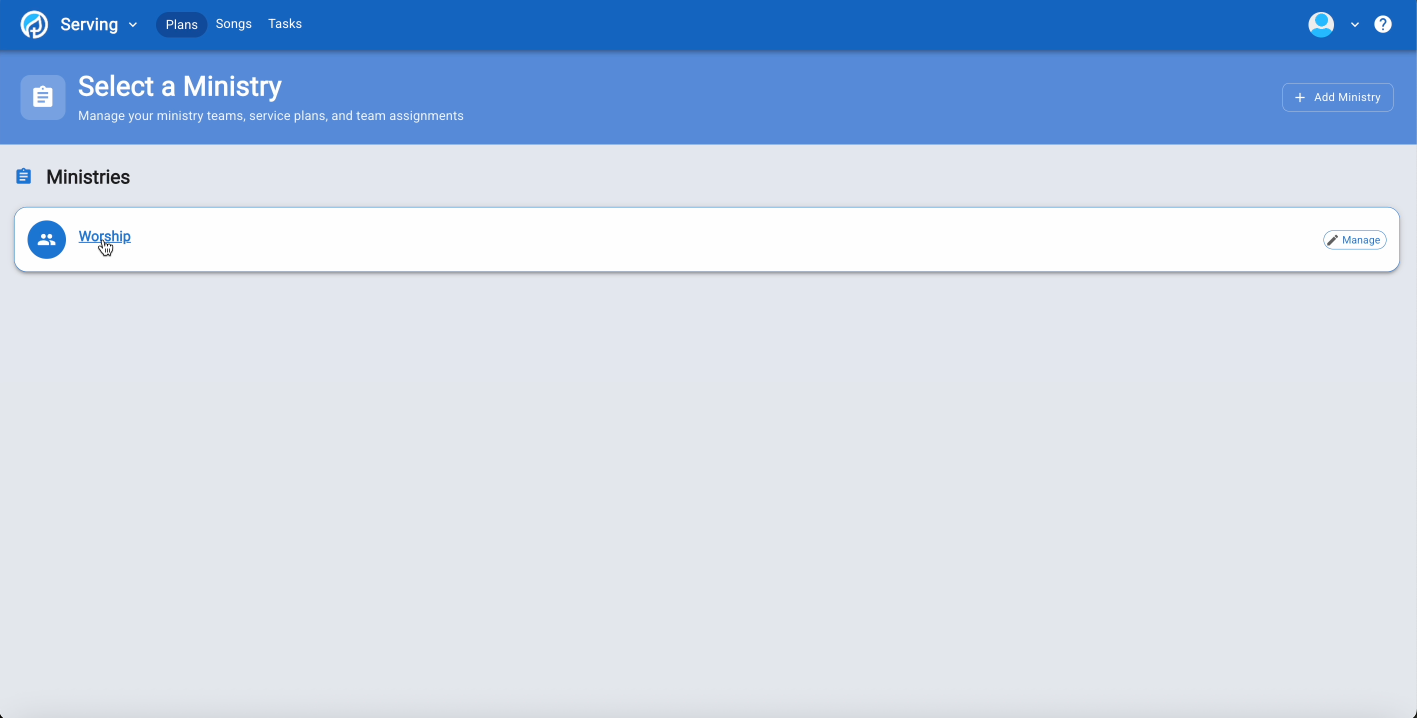 Serving
Plans
Songs
Tasks
Select a Ministry
Manage your ministry teams, service plans, and team assignments
Add Ministry
Ministries
Worship
Manage